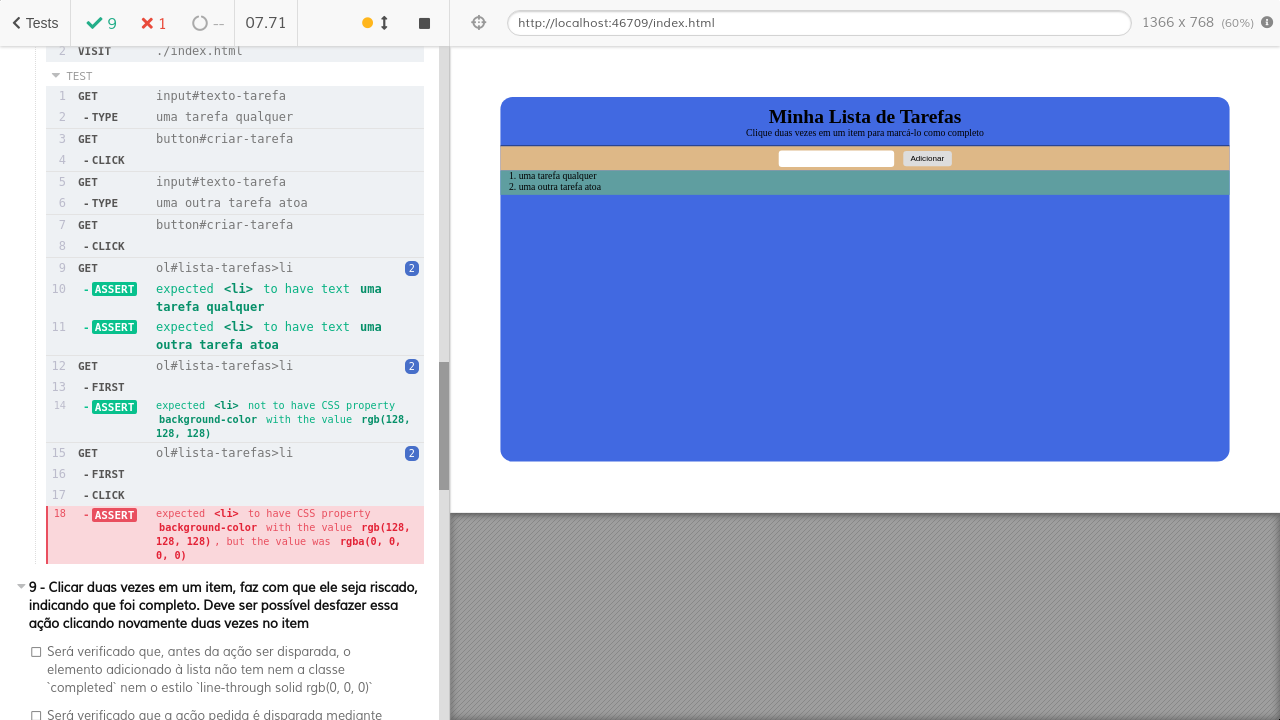 Tests 9 1 -- 07.71
http://localhost:46709/index.html 1366 x 768 (60%)
2 VISIT ./index.html
TEST
1 GET input#texto-tarefa
2 -TYPE uma tarefa qualquer
3 GET button#criar-tarefa
4 -CLICK
5 GET input#texto-tarefa
6 -TYPE uma outra tarefa atoa
7 GET button#criar-tarefa
8 -CLICK
9 GET ol#lista-tarefas>li 2
10 -ASSERT expected <li> to have text uma
tarefa qualquer
11 -ASSERT expected <li> to have text uma
outra tarefa atoa
12 GET ol#lista-tarefas>li 2
13 -FIRST
14 -ASSERT expected <li> not to have CSS property
background-color with the value rgb(128,
128, 128)
15 GET ol#lista-tarefas>li 2
16 -FIRST
17 -CLICK
18 -ASSERT expected <li> to have CSS property
background-color with the value rgb(128,
128, 128) , but the value was rgba(0, 0,
0, 0)
9 - Clicar duas vezes em um item, faz com que ele seja riscado,
indicando que foi completo. Deve ser possível desfazer essa
ação clicando novamente duas vezes no item
Será verificado que, antes da ação ser disparada, o
elemento adicionado à lista não tem nem a classe
`completed` nem o estilo `line-through solid rgb(0, 0, 0)`
Será verificado que a ação pedida é disparada mediante
Minha Lista de Tarefas
Clique duas vezes em um item para marcá-lo como completo
Adicionar
1. uma tarefa qualquer
2. uma outra tarefa atoa